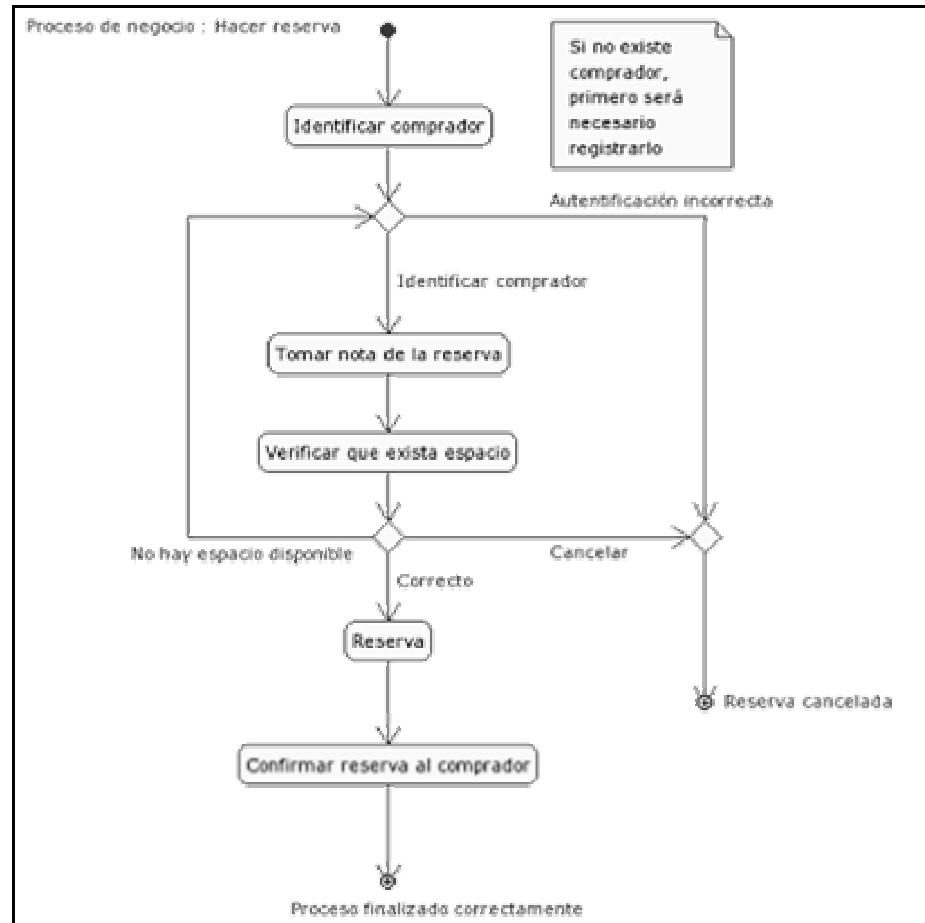 Proceso de negocio : Hacer reserva
Si no existe
comprador,
primero será
necesario
registrarlo
Identificar comprador
Autentificación incorrecta
Identificar comprador
Tomar nota de la reserva
Verificar que exista espacio
No hay espacio disponible
Cancelar
Correcto
Reserva
Reserva cancelada
Confirmar reserva al comprador
Proceso finalizado correctamente